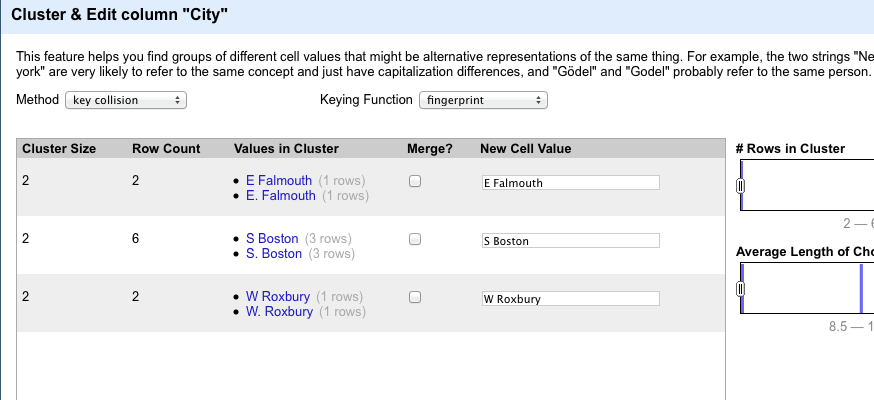 Cluster & Edit column "City"
This feature helps you find groups of different cell values that might be alternative representations of the same thing. For example, the two strings "Ne
york" are very likely to refer to the same concept and just have capitalization differences, and "Gödel" and "Godel" probably refer to the same person.
Method key collision Keying Function fingerprint
Cluster Size Row Count Values in Cluster Merge? New Cell Value # Rows in Cluster
2 2 E Falmouth (1 rows) E Falmouth
E. Falmouth (1 rows)
2 — 6
2 6 S Boston (3 rows) S Boston
S. Boston (3 rows) Average Length of Cho
2 2 W Roxbury (1 rows) W Roxbury
W. Roxbury (1 rows)
8.5 — 1